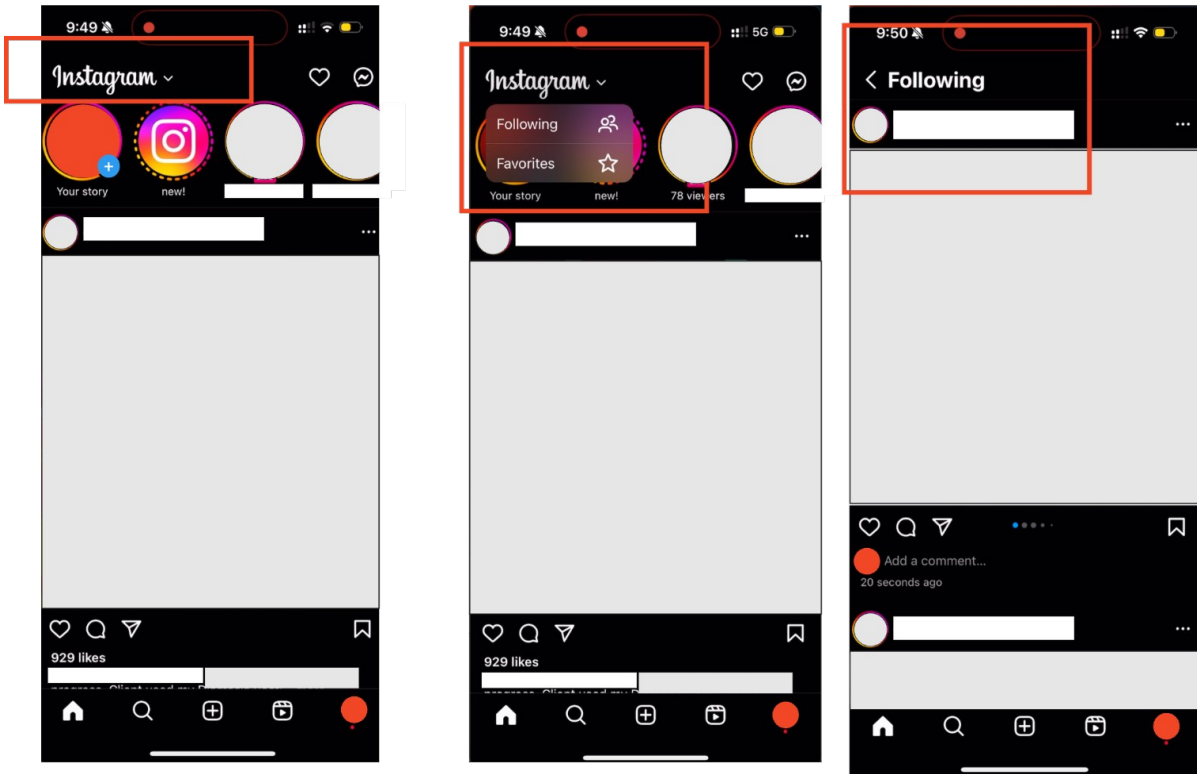 9:49
Instagram
Your story
new!
929 likes
9:49
5G
Instagram
Following
Favorites
Your story
new!
78 viewers
929 likes
9:50
Following
Add a comment...
20 seconds ago